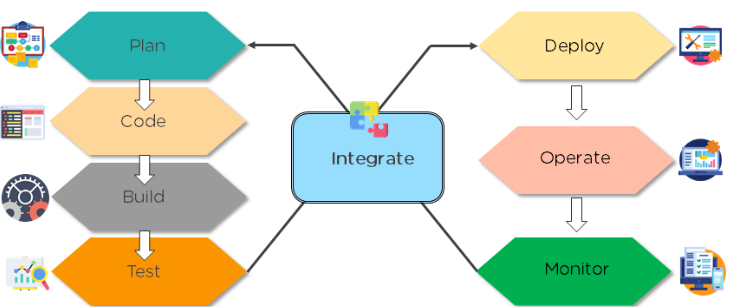 Plan
Code
Build
Test
Integrate
Deploy
Operate
Monitor